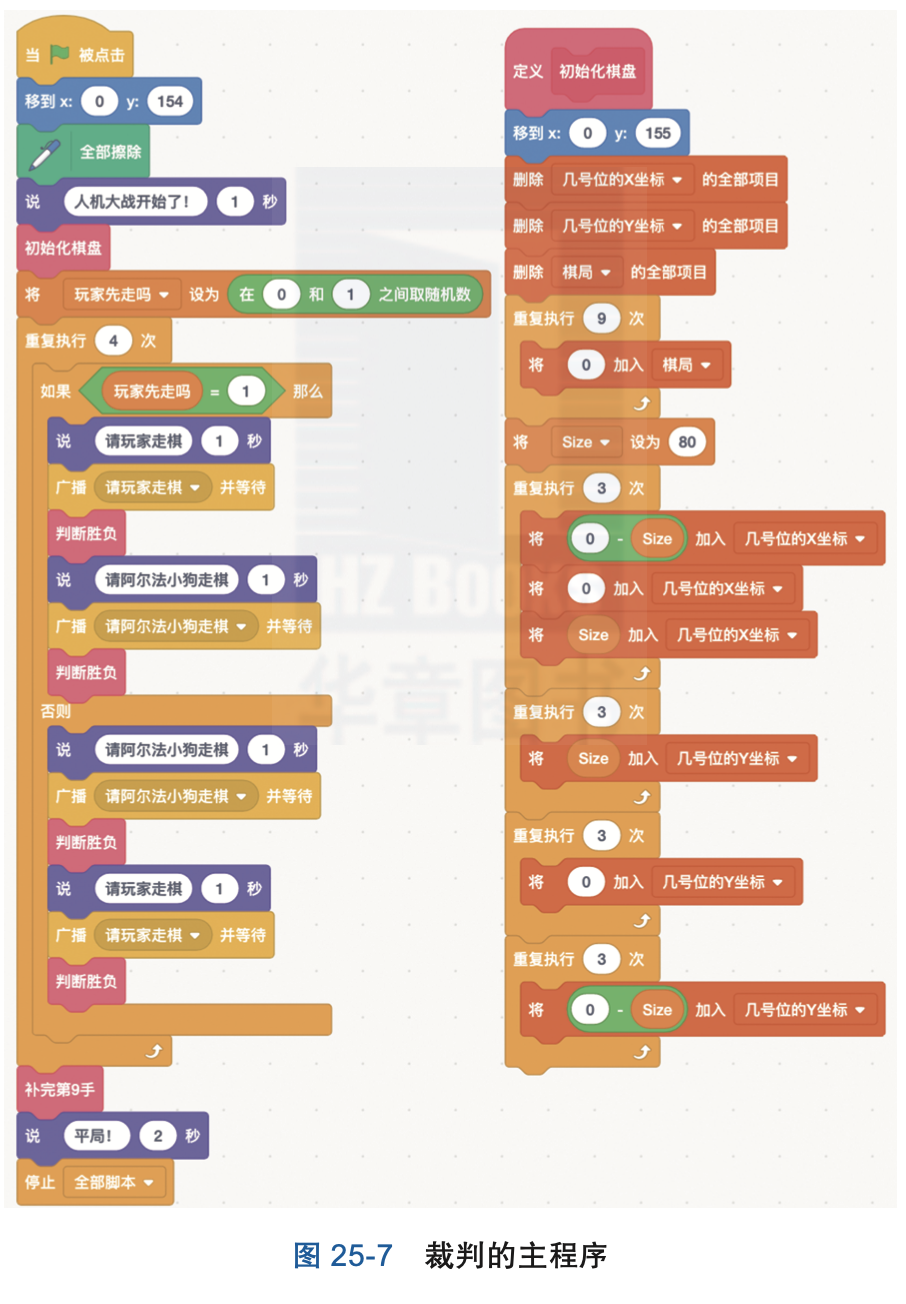 当 被点击
移到 x: 0 y: 154
全部擦除
说 人机大战开始了! 1 秒
初始化棋盘
将 玩家先走吗 设为 在 0 和 1 之间取随机数
重复执行 4 次
如果 玩家先走吗 = 1 那么
说 请玩家走棋 1 秒
广播 请玩家走棋 并等待
判断胜负
说 请阿尔法小狗走棋 1 秒
广播 请阿尔法小狗走棋 并等待
判断胜负
否则
说 请阿尔法小狗走棋 1 秒
广播 请阿尔法小狗走棋 并等待
判断胜负
说 请玩家走棋 1 秒
广播 请玩家走棋 并等待
判断胜负
补完第9手
说 平局! 2 秒
停止 全部脚本
定义 初始化棋盘
移到 x: 0 y: 155
删除 几号位的X坐标 的全部项目
删除 几号位的Y坐标 的全部项目
删除 棋局 的全部项目
重复执行 9 次
将 0 加入 棋局
将 Size 设为 80
重复执行 3 次
将 0 - Size 加入 几号位的X坐标
将 0 加入 几号位的X坐标
将 Size 加入 几号位的X坐标
重复执行 3 次
将 Size 加入 几号位的Y坐标
重复执行 3 次
将 0 加入 几号位的Y坐标
重复执行 3 次
将 0 - Size 加入 几号位的Y坐标
HZ Books
华章图书
图 25-7 裁判的主程序